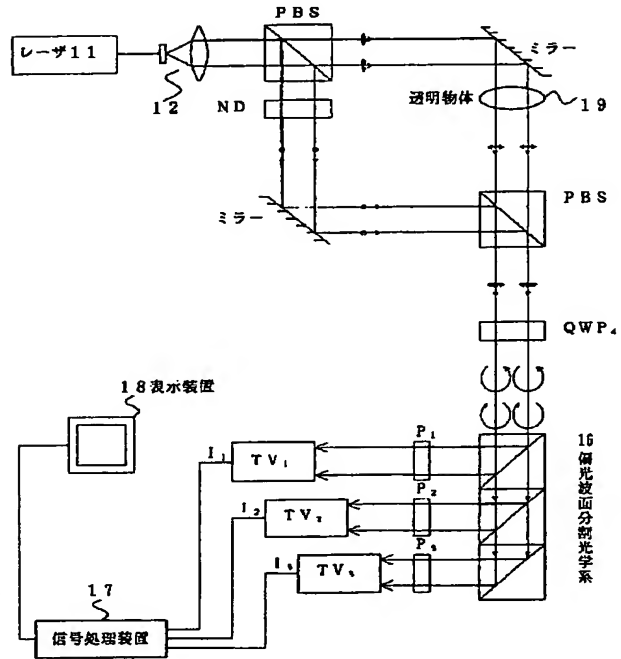 PBS
レーザ11
ミラー
12
ND
透明物体
19
ミラー
PBS
QWP₄
18表示装置
I₁
TV₁
P₁
I₂
TV₂
P₂
I₃
TV₃
P₃
16偏光波面分割光学系
17
信号処理装置